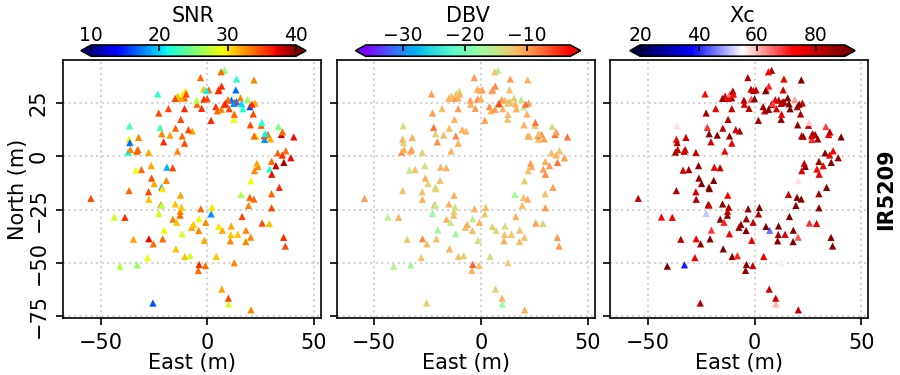 SNR DBV Xc
10 20 30 40 −30 −20 −10 20 40 60 80
25
0
−25
−50
−75
North (m)
IR5209
−50 0 50 −50 0 50 −50 0 50
East (m) East (m) East (m)